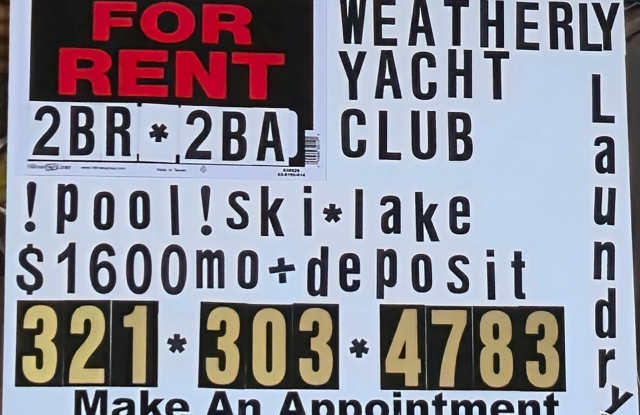 FOR
RENT
2BR * 2BA
WEATHERLY
YACHT
CLUB
Laundry
!pool!ski*lake
$1600mo+deposit
321*303*4783
Make An Appointment